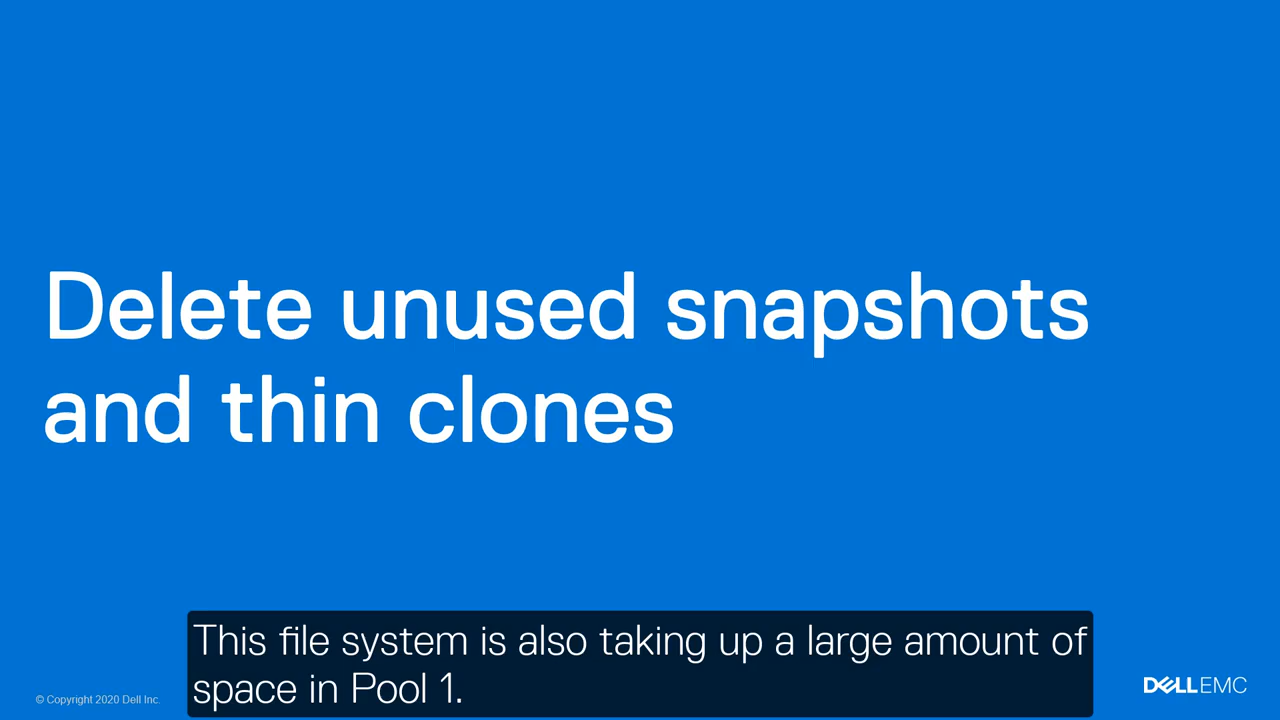 Delete unused snapshots
and thin clones
This file system is also taking up a large amount of
space in Pool 1.
© Copyright 2020 Dell Inc.
DELLEMC